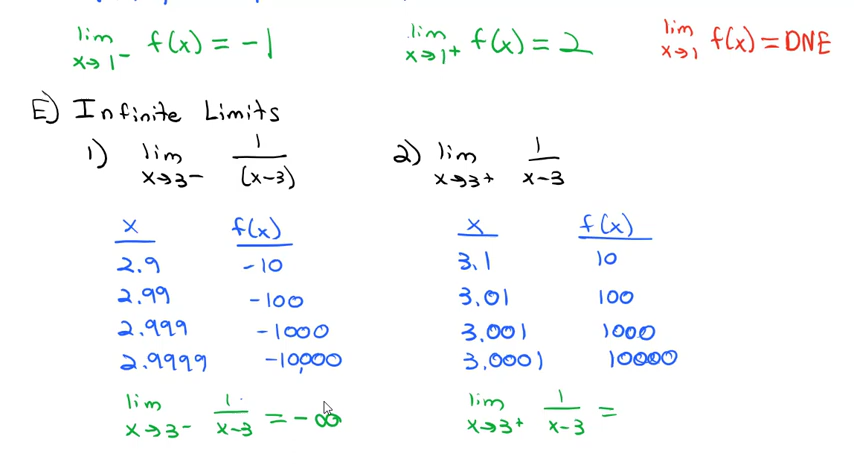 lim x→1⁻ f(x) = -1    lim x→1⁺ f(x) = 2    lim x→1 f(x) = DNE
E) Infinite Limits
1) lim x→3⁻ 1/(x-3)    2) lim x→3⁺ 1/x-3
x    f(x)    x    f(x)
2.9    -10    3.1    10
2.99    -100    3.01    100
2.999    -1000    3.001    1000
2.9999    -10,000    3.0001    10000
lim x→3⁻ 1/x-3 = -∞    lim x→3⁺ 1/x-3 =